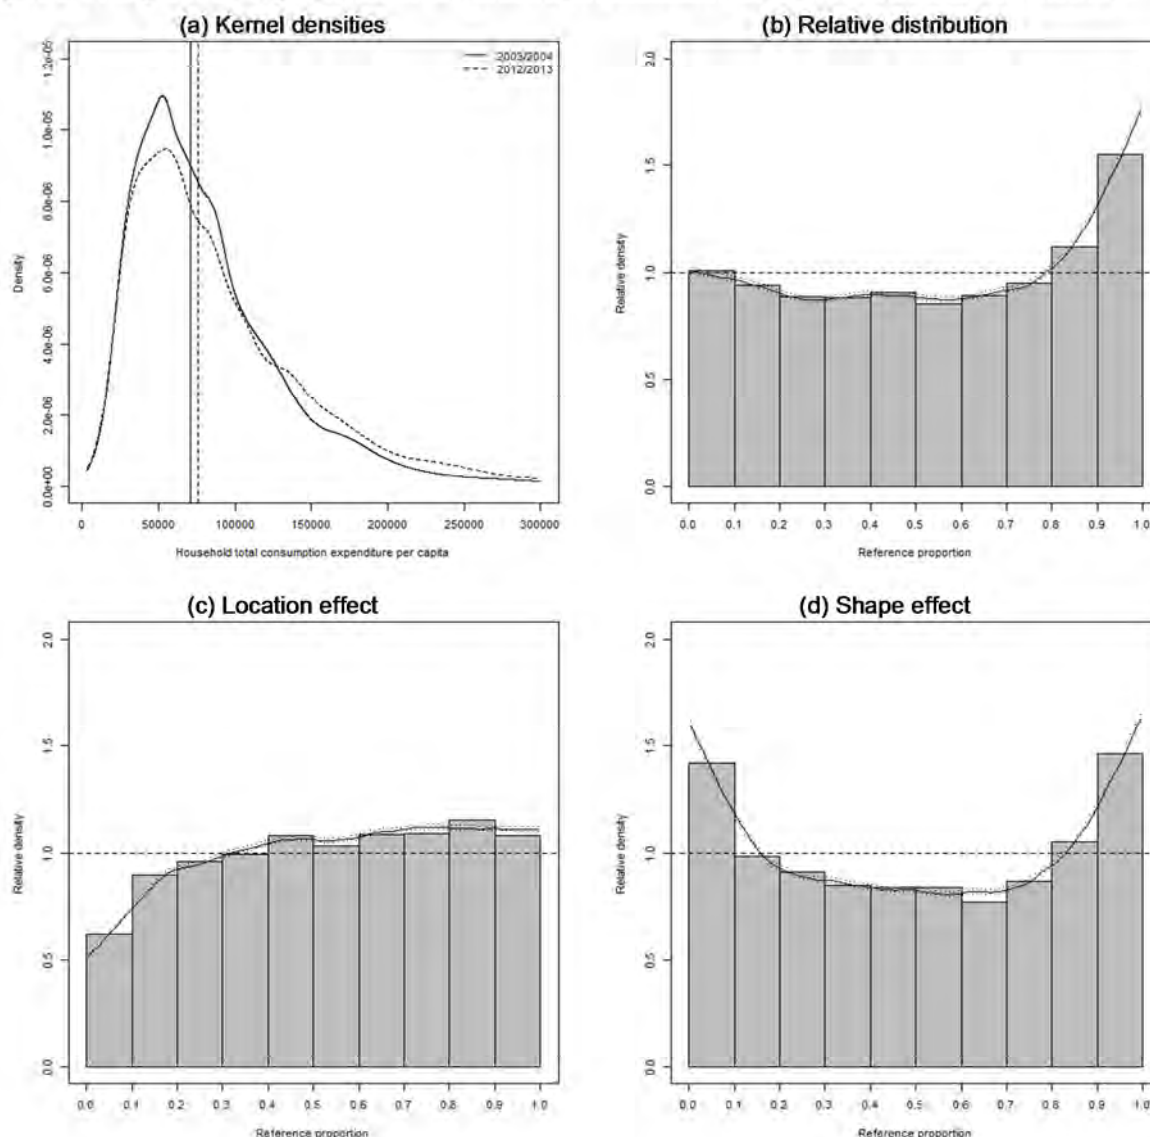 (a) Kernel densities
2003/2004
2012/2013
Density
1.2e-05
1.0e-05
8.0e-06
6.0e-06
4.0e-06
2.0e-06
0.0e+00
0 50000 100000 150000 200000 250000 300000
Household total consumption expenditure per capita
(b) Relative distribution
Relative density
2.0
1.5
1.0
0.5
0.0
0.0 0.1 0.2 0.3 0.4 0.5 0.6 0.7 0.8 0.9 1.0
Reference proportion
(c) Location effect
Relative density
2.0
1.5
1.0
0.5
0.0
0.0 0.1 0.2 0.3 0.4 0.5 0.6 0.7 0.8 0.9 1.0
Reference proportion
(d) Shape effect
Relative density
2.0
1.5
1.0
0.5
0.0
0.0 0.1 0.2 0.3 0.4 0.5 0.6 0.7 0.8 0.9 1.0
Reference proportion